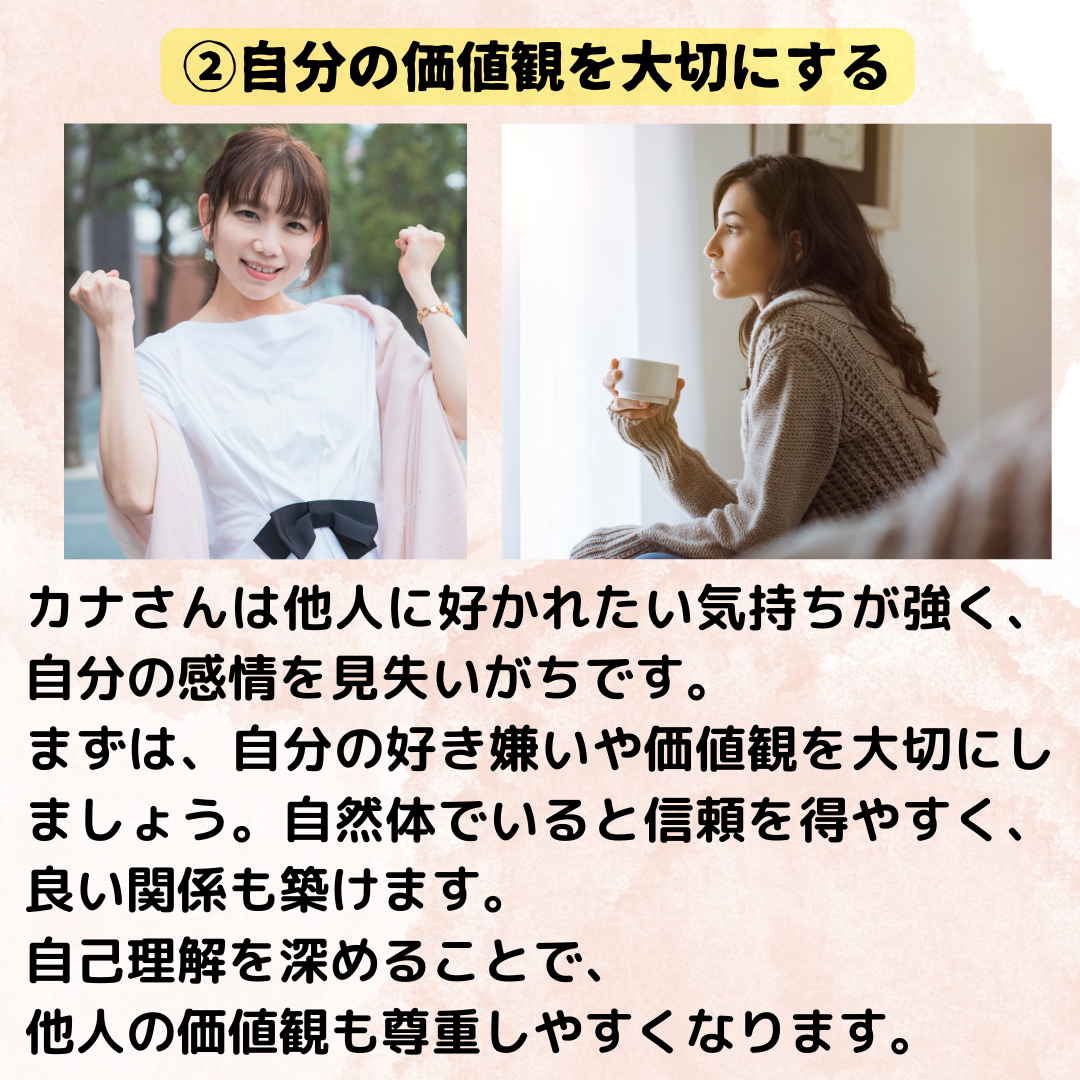 ②自分の価値観を大切にする
カナさんは他人に好かれたい気持ちが強く、
自分の感情を見失いがちです。
まずは、自分の好き嫌いや価値観を大切にし
ましょう。自然体でいると信頼を得やすく、
良い関係も築けます。
自己理解を深めることで、
他人の価値観も尊重しやすくなります。